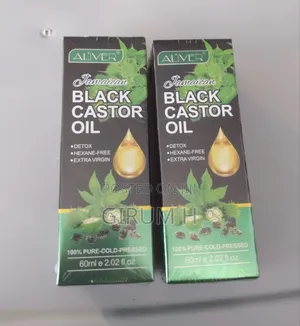 ALIVER
Jamaican
BLACK
CASTOR
OIL
•DETOX
•HEXANE-FREE
•EXTRA VIRGIN
100% PURE-COLD-PRESSED
60ml e 2.02 fl.oz
ALIVER
Jamaican
BLACK
CASTOR
OIL
•DETOX
•HEXANE-FREE
•EXTRA VIRGIN
100% PURE-COLD-PRESSED
60ml e 2.02 fl.oz
GIRUM.H